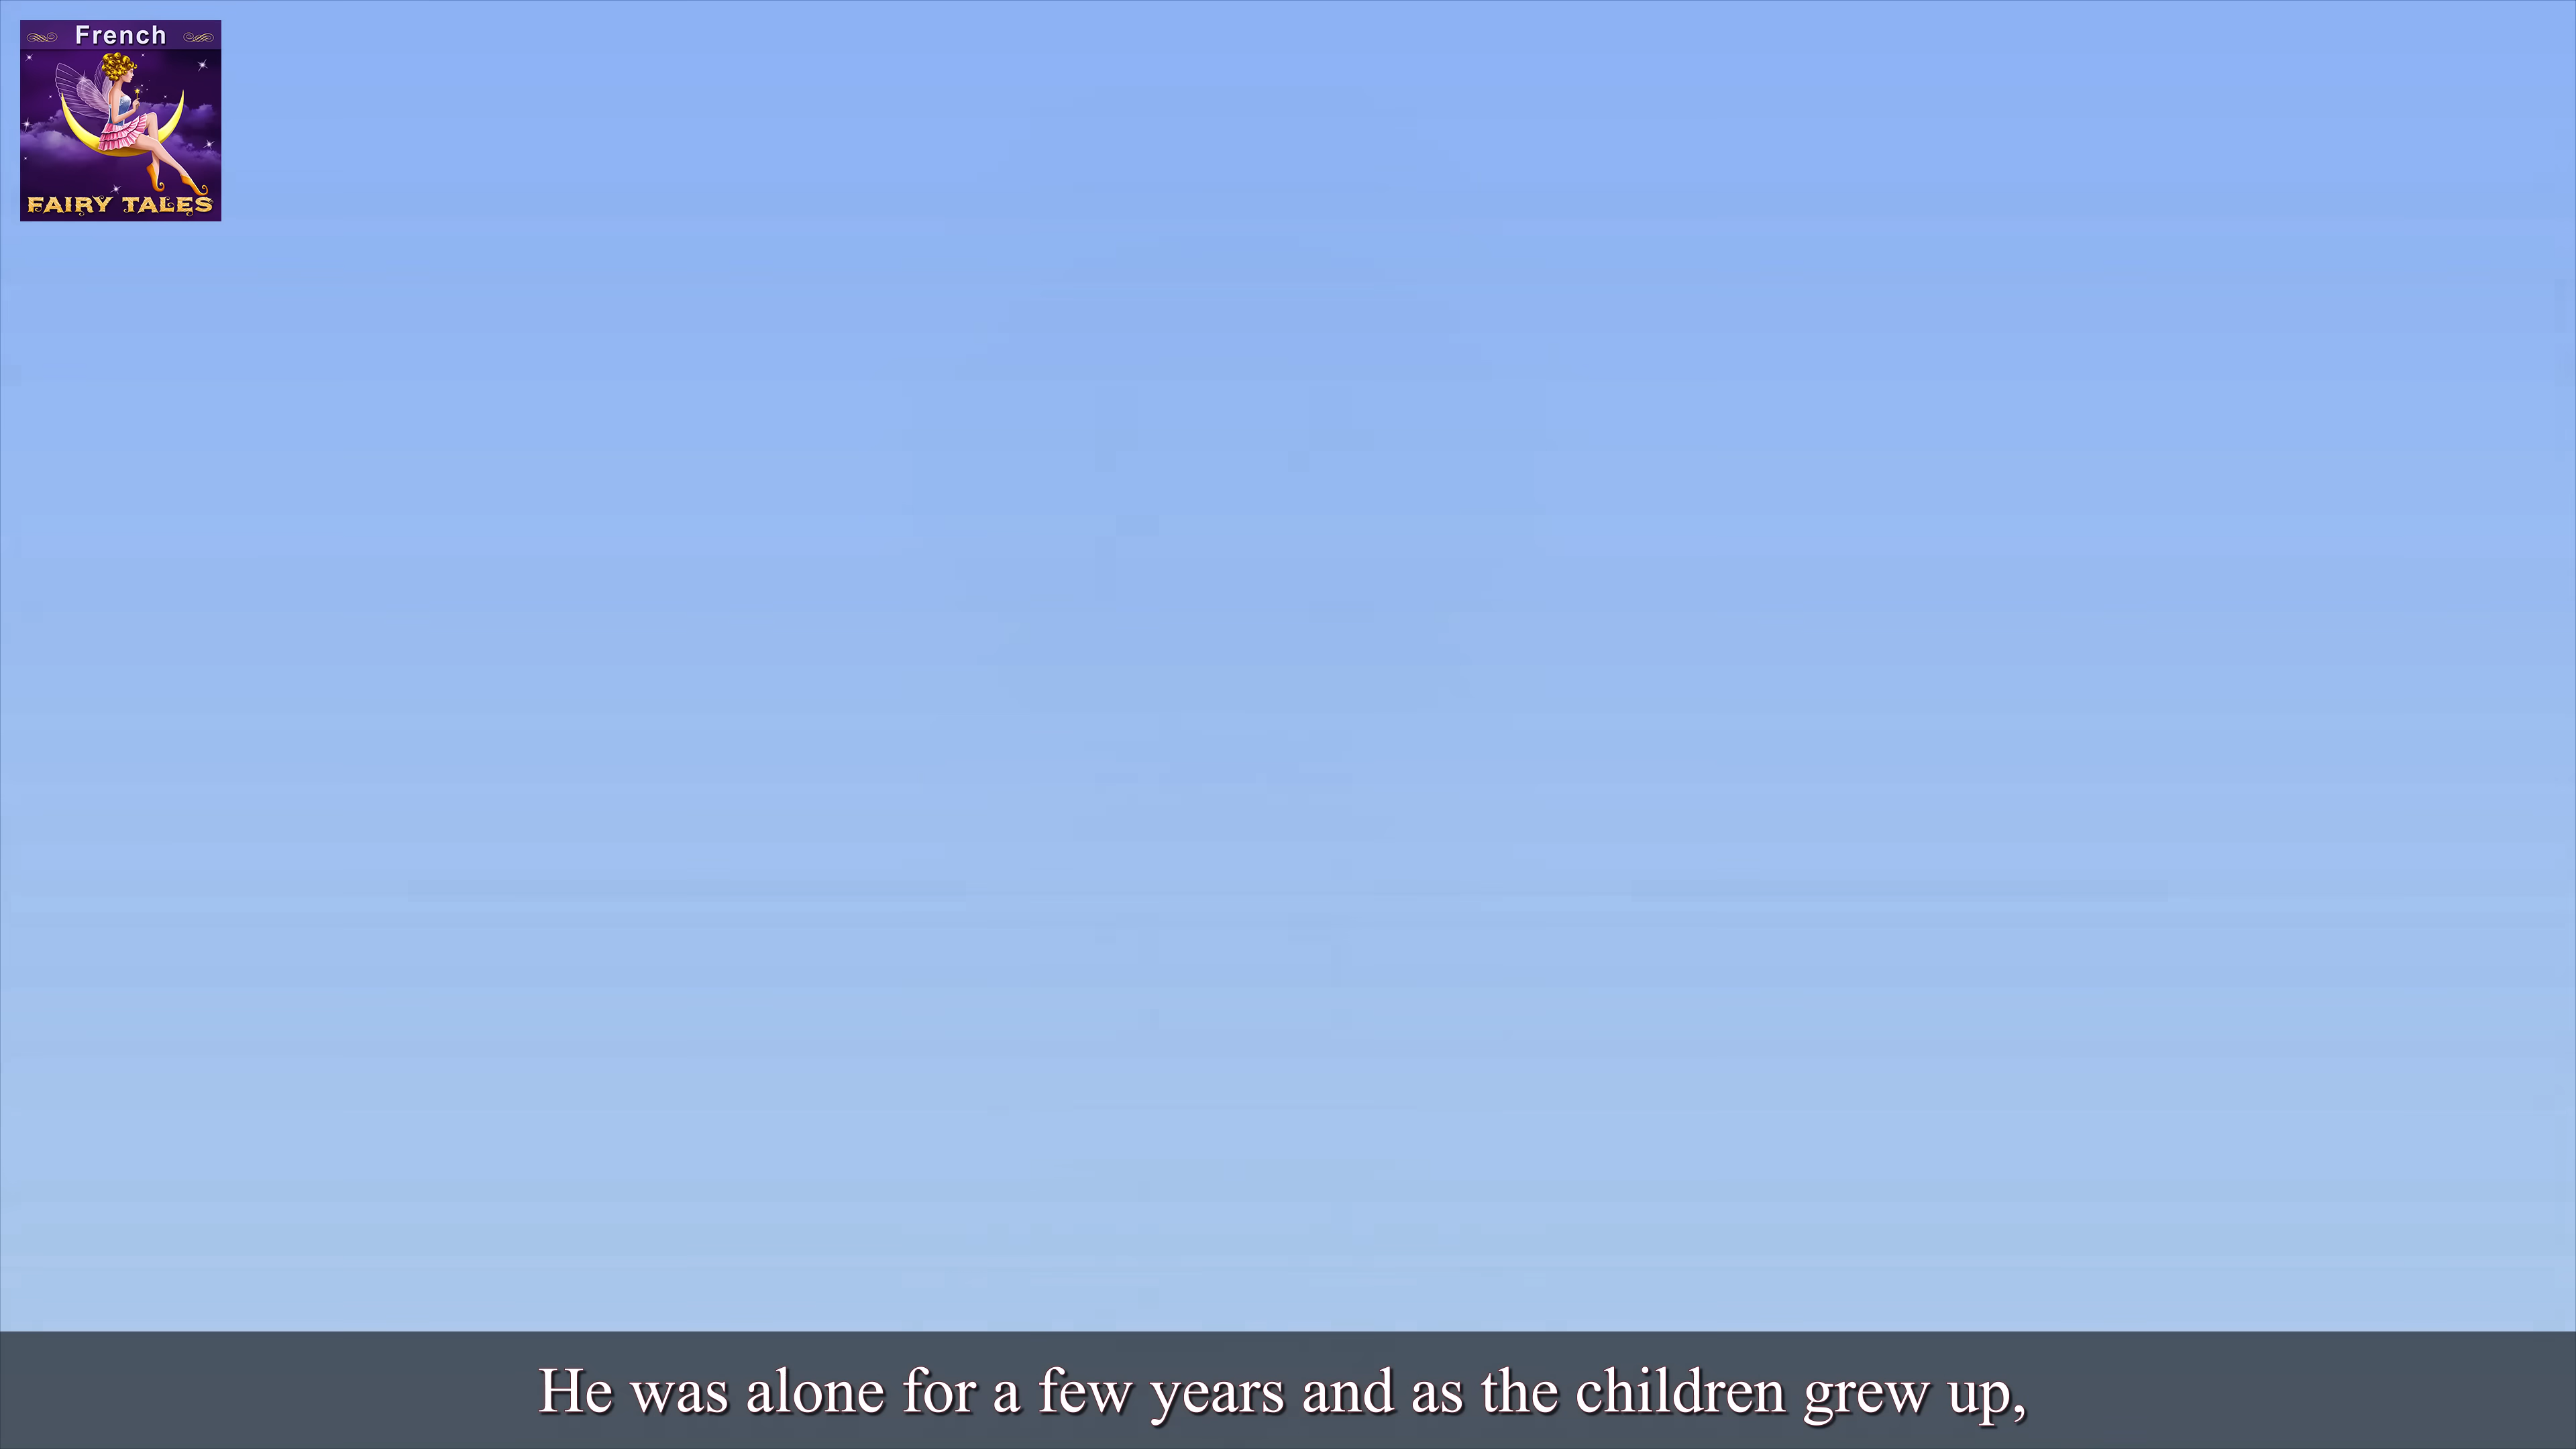 French
FAIRY TALES
He was alone for a few years and as the children grew up,